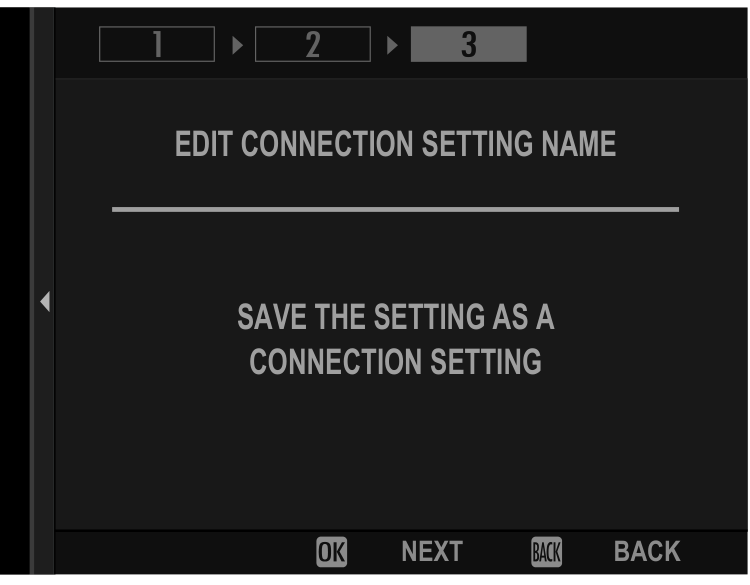 1 2 3
EDIT CONNECTION SETTING NAME
SAVE THE SETTING AS A
CONNECTION SETTING
OK NEXT BACK BACK